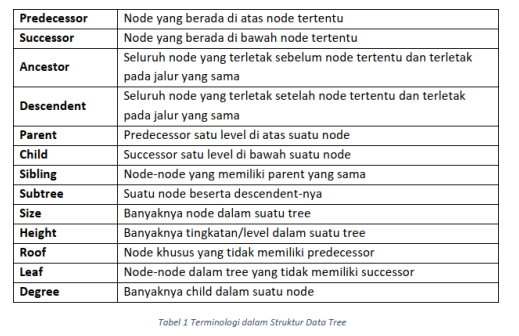 Predecessor Node yang berada di atas node tertentu
Successor Node yang berada di bawah node tertentu
Ancestor Seluruh node yang terletak sebelum node tertentu dan terletak
pada jalur yang sama
Descendent Seluruh node yang terletak setelah node tertentu dan terletak
pada jalur yang sama
Parent Predecessor satu level di atas suatu node
Child Successor satu level di bawah suatu node
Sibling Node-node yang memiliki parent yang sama
Subtree Suatu node beserta descendent-nya
Size Banyaknya node dalam suatu tree
Height Banyaknya tingkatan/level dalam suatu tree
Roof Node khusus yang tidak memiliki predecessor
Leaf Node-node dalam tree yang tidak memiliki successor
Degree Banyaknya child dalam suatu node
Tabel 1 Terminologi dalam Struktur Data Tree